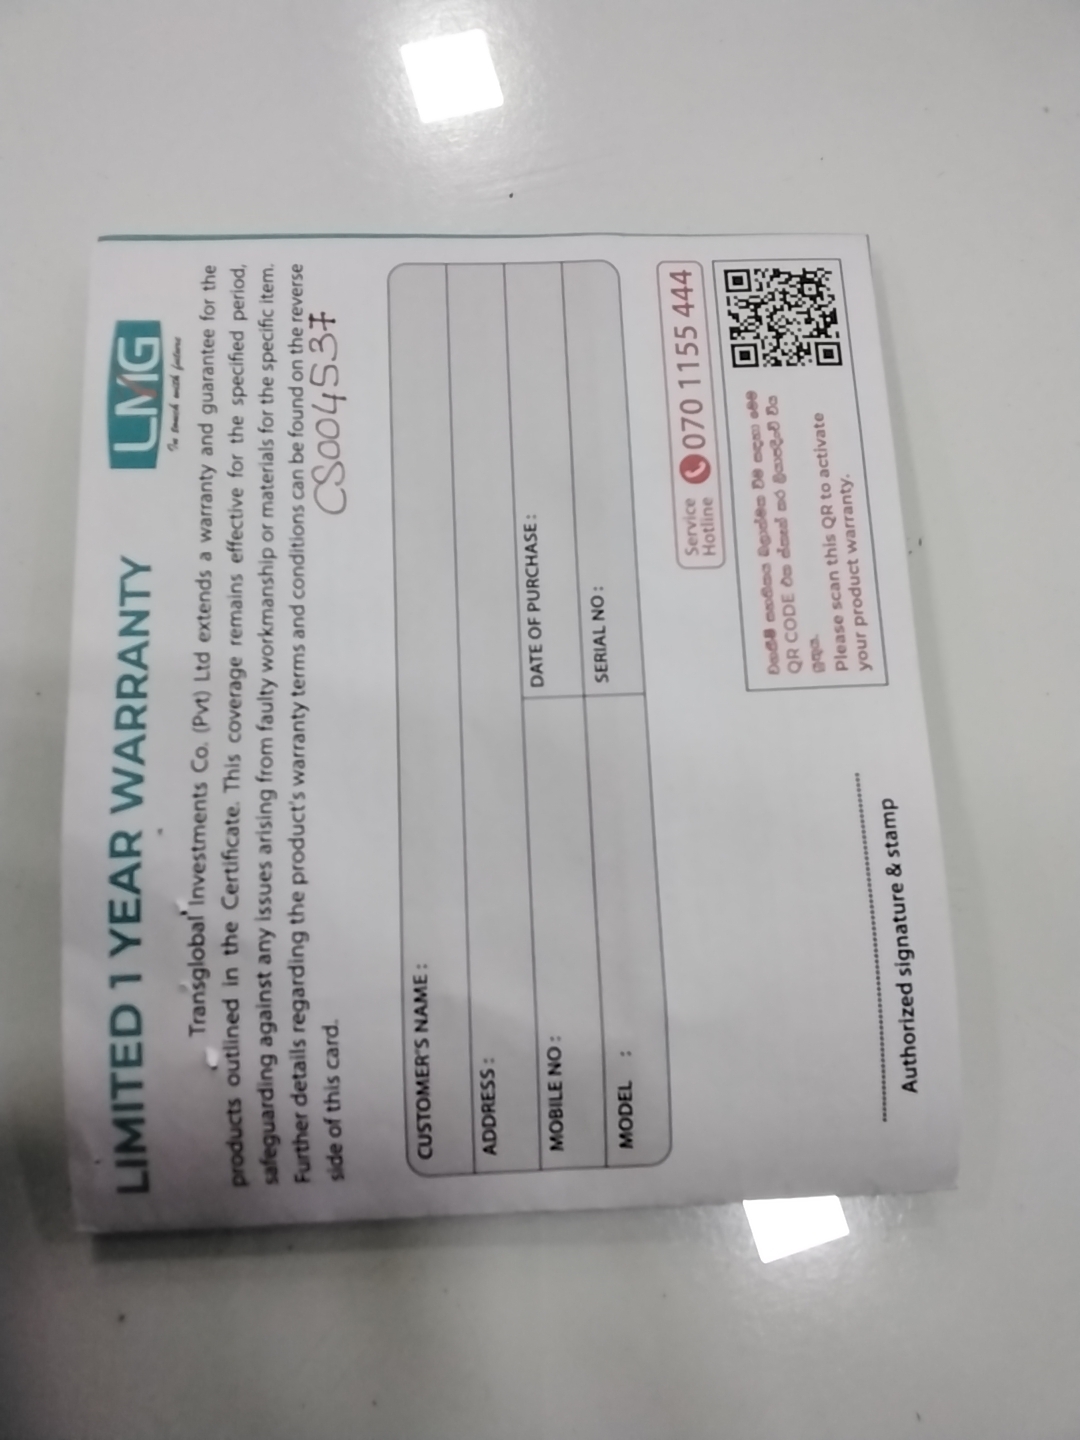 LIMITED 1 YEAR WARRANTY
LMG
In touch with future
Transglobal Investments Co. (Pvt) Ltd extends a warranty and guarantee for the
products outlined in the Certificate. This coverage remains effective for the specified period,
safeguarding against any issues arising from faulty workmanship or materials for the specific item.
Further details regarding the product's warranty terms and conditions can be found on the reverse
side of this card.
CS004537
CUSTOMER'S NAME :
ADDRESS :
MOBILE NO :
DATE OF PURCHASE :
MODEL :
SERIAL NO :
Service
Hotline
070 1155 444
QR CODE
Please scan this QR to activate
your product warranty.
Authorized signature & stamp